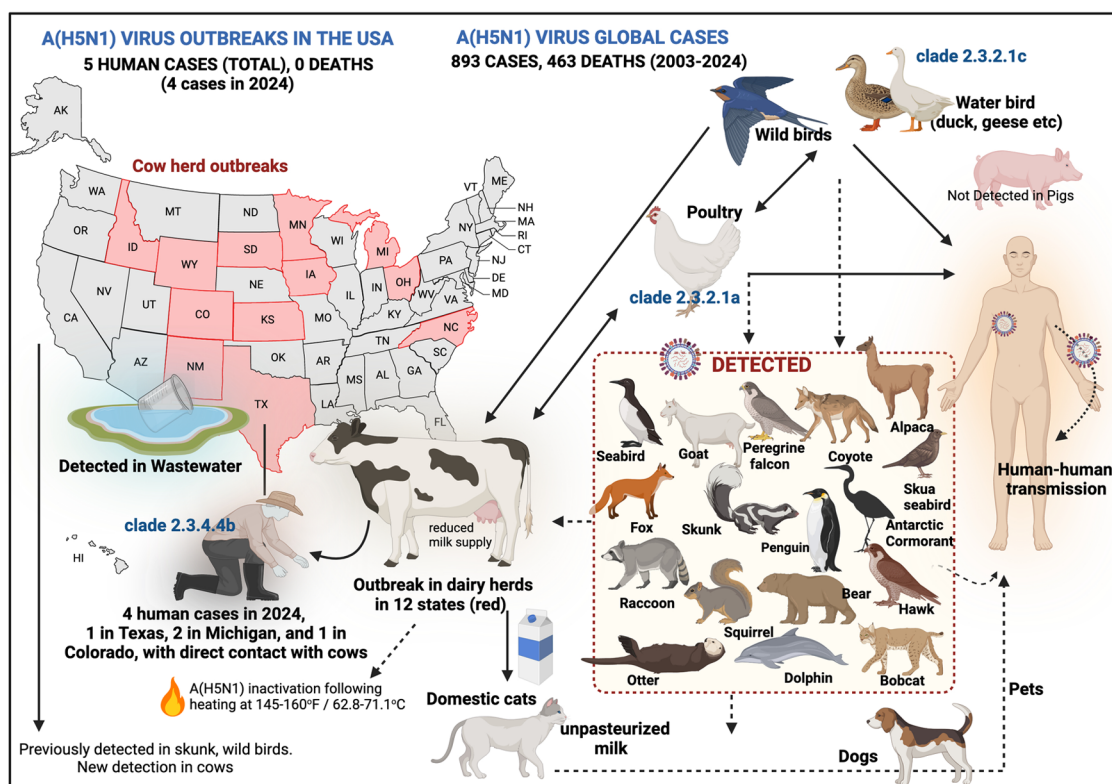 A(H5N1) VIRUS OUTBREAKS IN THE USA
5 HUMAN CASES (TOTAL), 0 DEATHS
(4 cases in 2024)
A(H5N1) VIRUS GLOBAL CASES
893 CASES, 463 DEATHS (2003-2024)
clade 2.3.2.1c
Water bird
(duck, geese etc)
Wild birds
Not Detected in Pigs
Poultry
clade 2.3.2.1a
Cow herd outbreaks
AK
WA
MT
ND
MN
VT
ME
NH
MA
RI
CT
NJ
DE
MD
OR
ID
WY
SD
WI
MI
NY
PA
NV
UT
NE
IA
IL
IN
OH
WV
VA
CA
CO
KS
MO
KY
NC
TN
SC
AZ
NM
OK
AR
MS
AL
GA
TX
LA
FL
HI
Detected in Wastewater
clade 2.3.4.4b
reduced
milk supply
4 human cases in 2024,
1 in Texas, 2 in Michigan, and 1 in
Colorado, with direct contact with cows
Outbreak in dairy herds
in 12 states (red)
A(H5N1) inactivation following
heating at 145-160ºF / 62.8-71.1ºC
Previously detected in skunk, wild birds.
New detection in cows
Domestic cats
unpasteurized
milk
DETECTED
Seabird
Goat
Peregrine
falcon
Coyote
Alpaca
Skua
seabird
Fox
Skunk
Penguin
Antarctic
Cormorant
Raccoon
Squirrel
Bear
Hawk
Otter
Dolphin
Bobcat
Human-human
transmission
Pets
Dogs